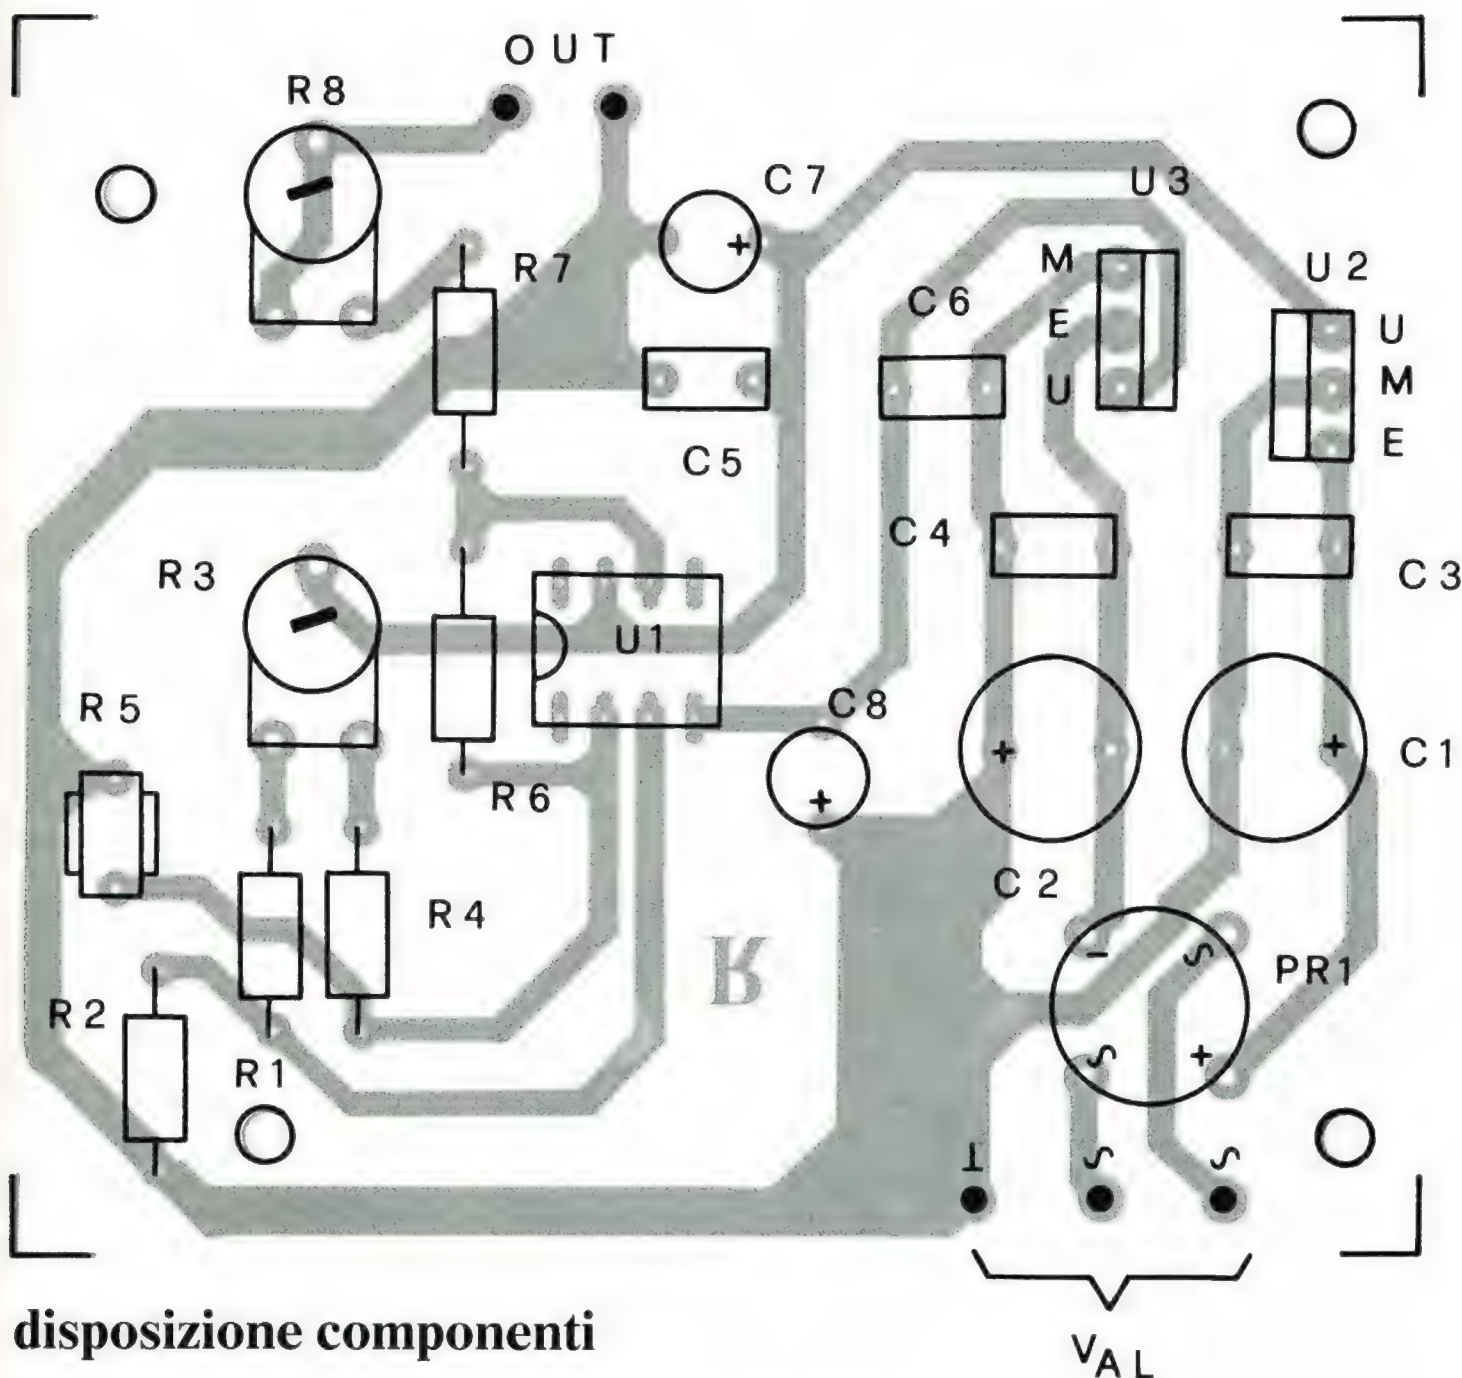 OUT
R8
C7
U3
R7
M
U2
C6
E
U
U
M
C5
E
C4
R3
C3
U1
R5
C8
+
+
+
C1
R6
+
C2
R4
R
-
PR1
R2
R1
+
disposizione componenti
VAL